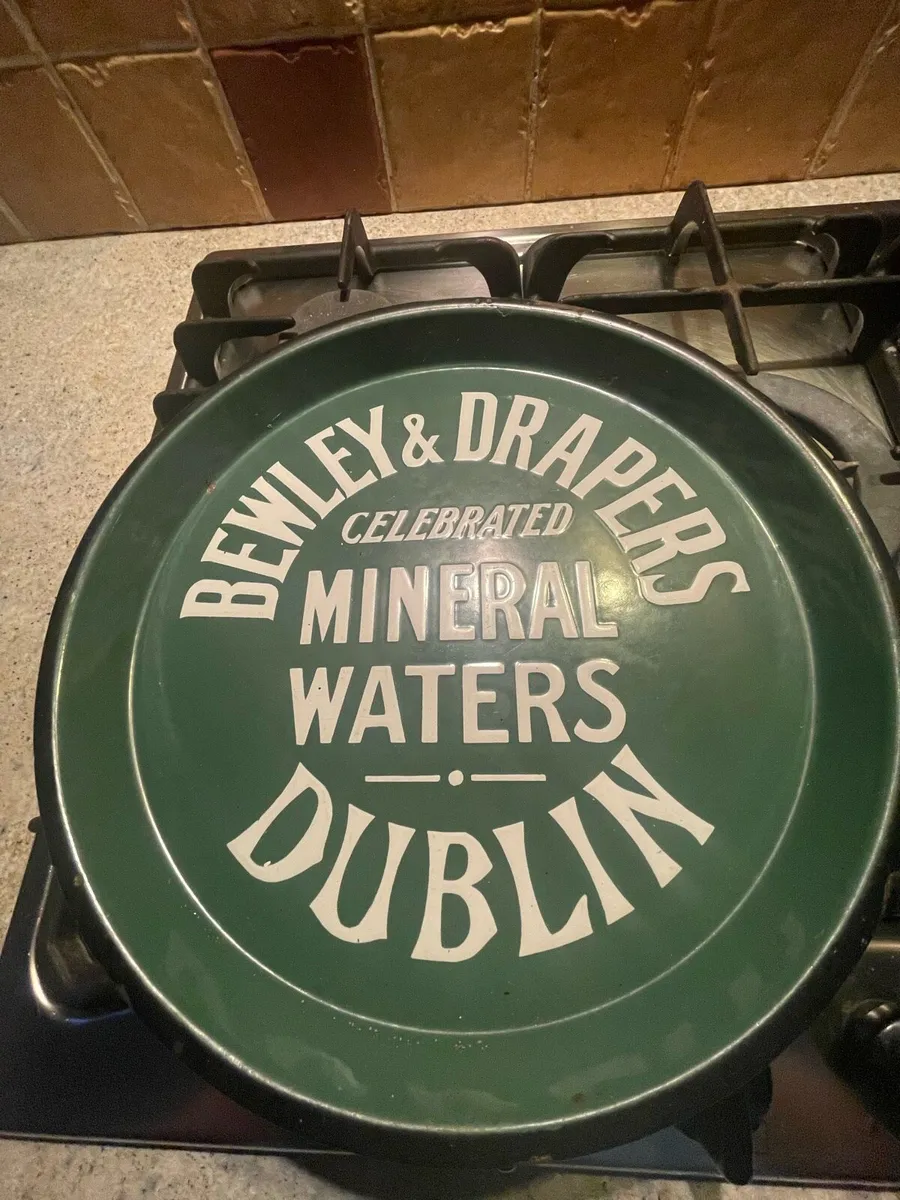 BEWLEY & DRAPERS
CELEBRATED
MINERAL
WATERS
DUBLIN